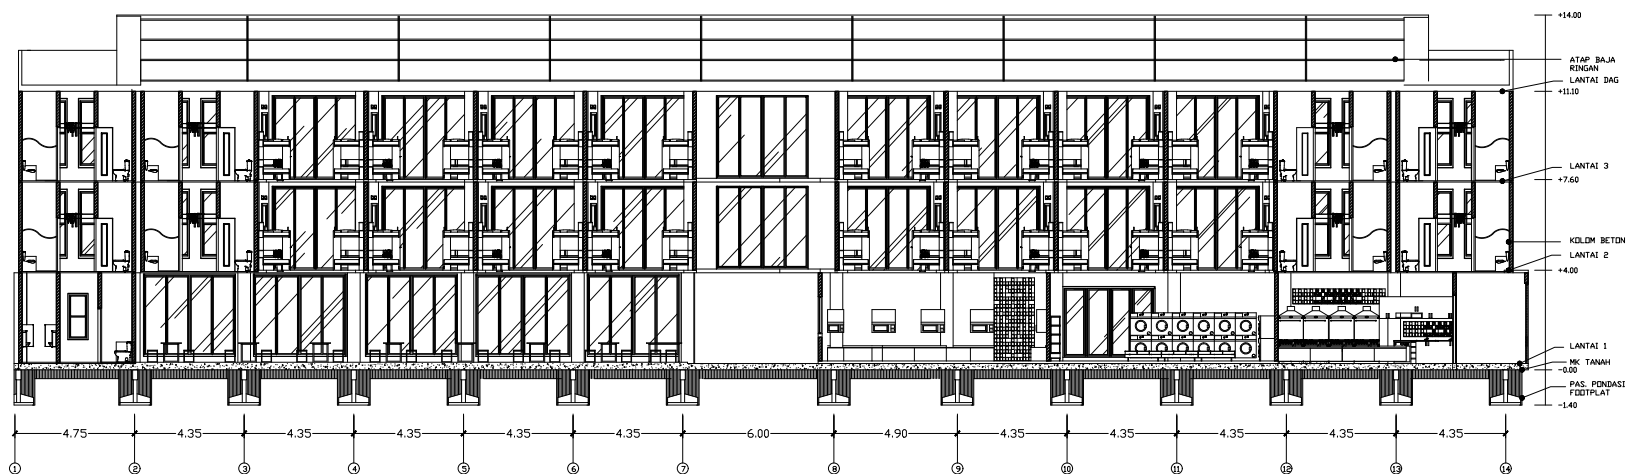 +14.00
ATAP BAJA
RINGAN
LANTAI DAG
+11.10
LANTAI 3
+7.60
KOLOM BETON
LANTAI 2
+4.00
LANTAI 1
MK TANAH
-0.00
PAS. PONDASI
FOOTPLAT
-1.40
4.75 4.35 4.35 4.35 4.35 4.35 6.00 4.90 4.35 4.35 4.35 4.35 4.35
1 2 3 4 5 6 7 8 9 10 11 12 13 14